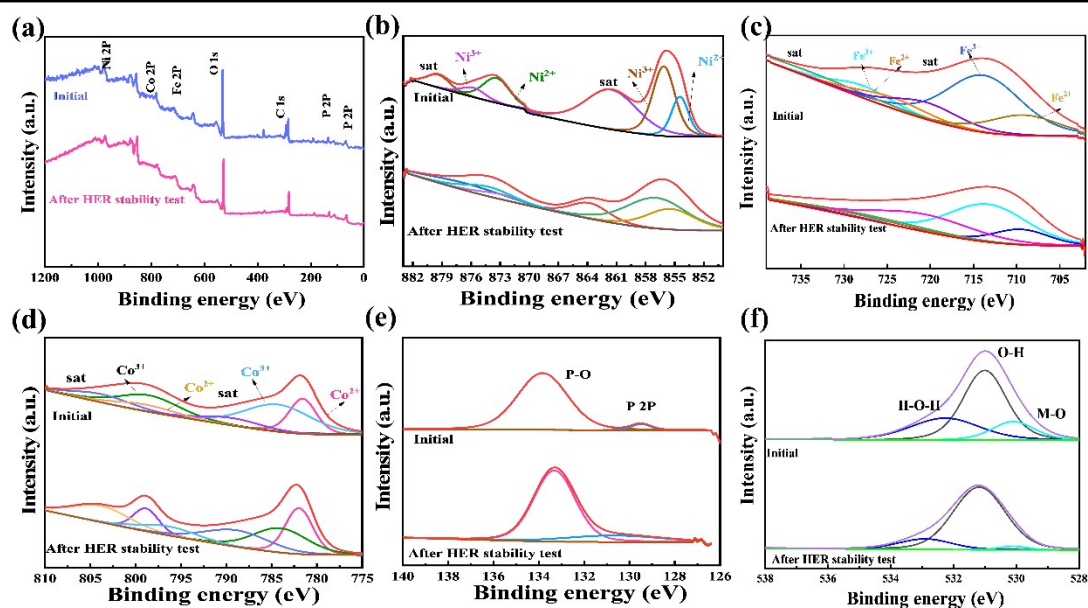 (a)
Ni 2P
Co 2P
Fe 2P
O 1s
C 1s
P 2P
P 2P
Initial
After HER stability test
Intensity (a.u.)
1200 1000 800 600 400 200 0
Binding energy (eV)
(b)
sat
Ni3+
Ni2+
sat
Ni3+
Ni2+
Initial
After HER stability test
Intensity (a.u.)
882 879 876 873 870 867 864 861 858 855 852
Binding energy (eV)
(c)
sat
Fe3+
Fe2+
sat
Fe3+
Fe2+
Initial
After HER stability test
Intensity (a.u.)
735 730 725 720 715 710 705
Binding energy (eV)
(d)
sat
Co3+
Co2+
sat
Co3+
Co2+
Initial
After HER stability test
Intensity (a.u.)
810 805 800 795 790 785 780 775
Binding energy (eV)
(e)
P-O
P 2P
Initial
After HER stability test
Intensity (a.u.)
140 138 136 134 132 130 128 126
Binding energy (eV)
(f)
O-H
H-O-H
M-O
Initial
After HER stability test
Intensity (a.u.)
538 536 534 532 530 528
Binding energy (eV)